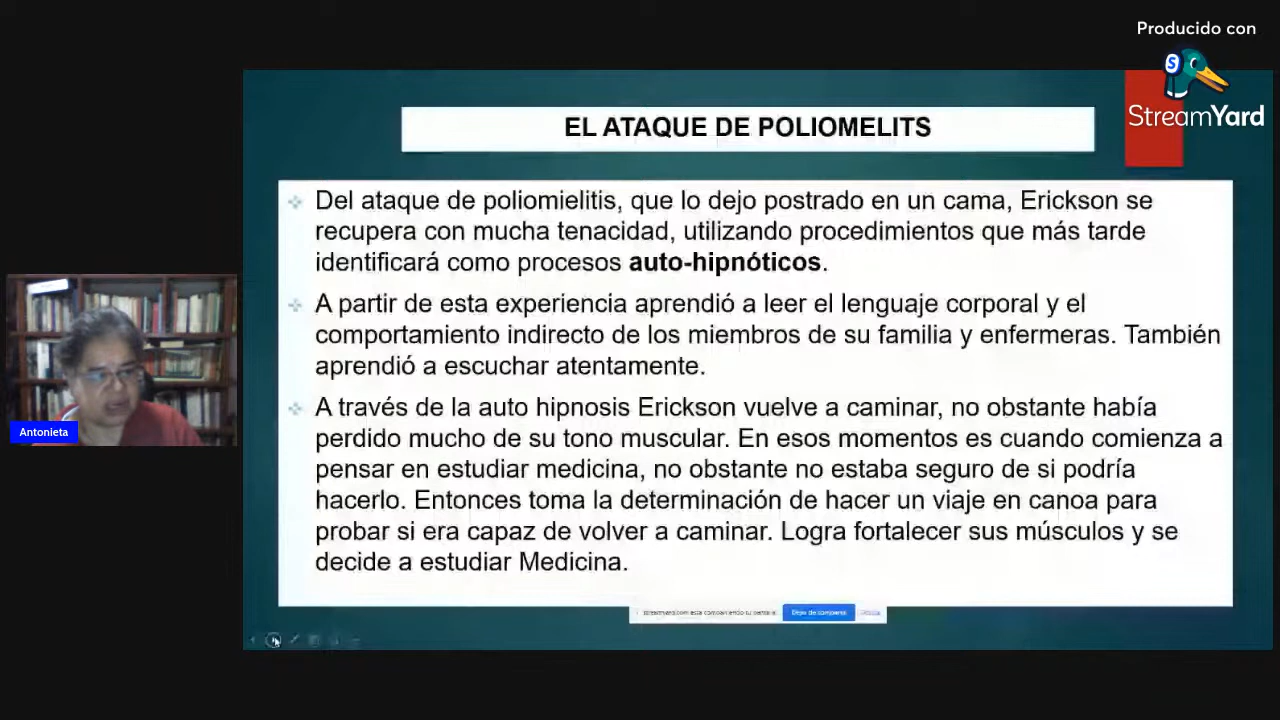 Producido con
StreamYard
EL ATAQUE DE POLIOMELITS
Del ataque de poliomielitis, que lo dejo postrado en un cama, Erickson se
recupera con mucha tenacidad, utilizando procedimientos que más tarde
identificará como procesos auto-hipnóticos.
A partir de esta experiencia aprendió a leer el lenguaje corporal y el
comportamiento indirecto de los miembros de su familia y enfermeras. También
aprendió a escuchar atentamente.
A través de la auto hipnosis Erickson vuelve a caminar, no obstante había
perdido mucho de su tono muscular. En esos momentos es cuando comienza a
pensar en estudiar medicina, no obstante no estaba seguro de si podría
hacerlo. Entonces toma la determinación de hacer un viaje en canoa para
probar si era capaz de volver a caminar. Logra fortalecer sus músculos y se
decide a estudiar Medicina.
Antonieta
Dejar de compartir